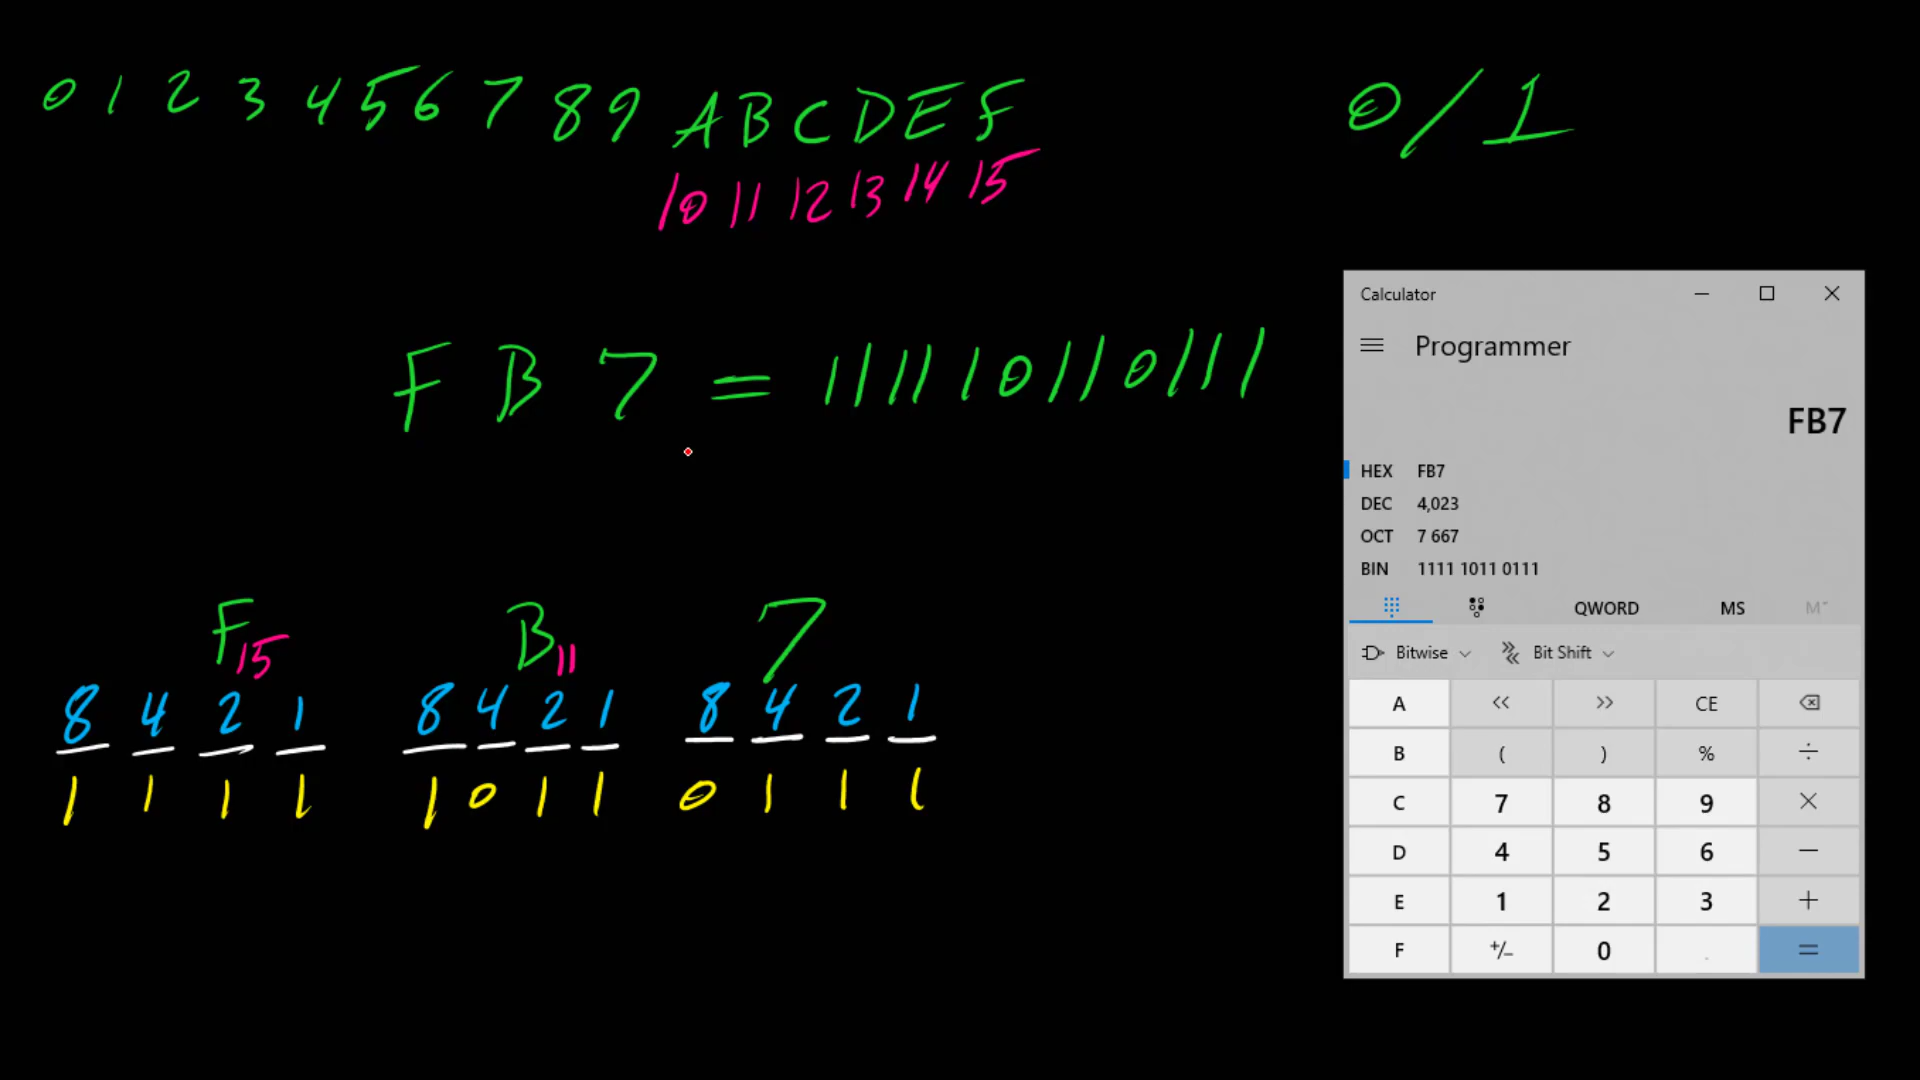 0 1 2 3 4 5 6 7 8 9 A B C D E F
10 11 12 13 14 15
0/1
F B 7 = 111110110111
F15 B11 7
8 4 2 1 8 4 2 1 8 4 2 1
1 1 1 1 1 0 1 1 0 1 1 1
Calculator
Programmer
FB7
HEX FB7
DEC 4,023
OCT 7 667
BIN 1111 1011 0111
QWORD MS M˅
Bitwise Bit Shift
A << >> CE
B ( ) % ÷
C 7 8 9 ×
D 4 5 6 −
E 1 2 3 +
F +/− 0 . =